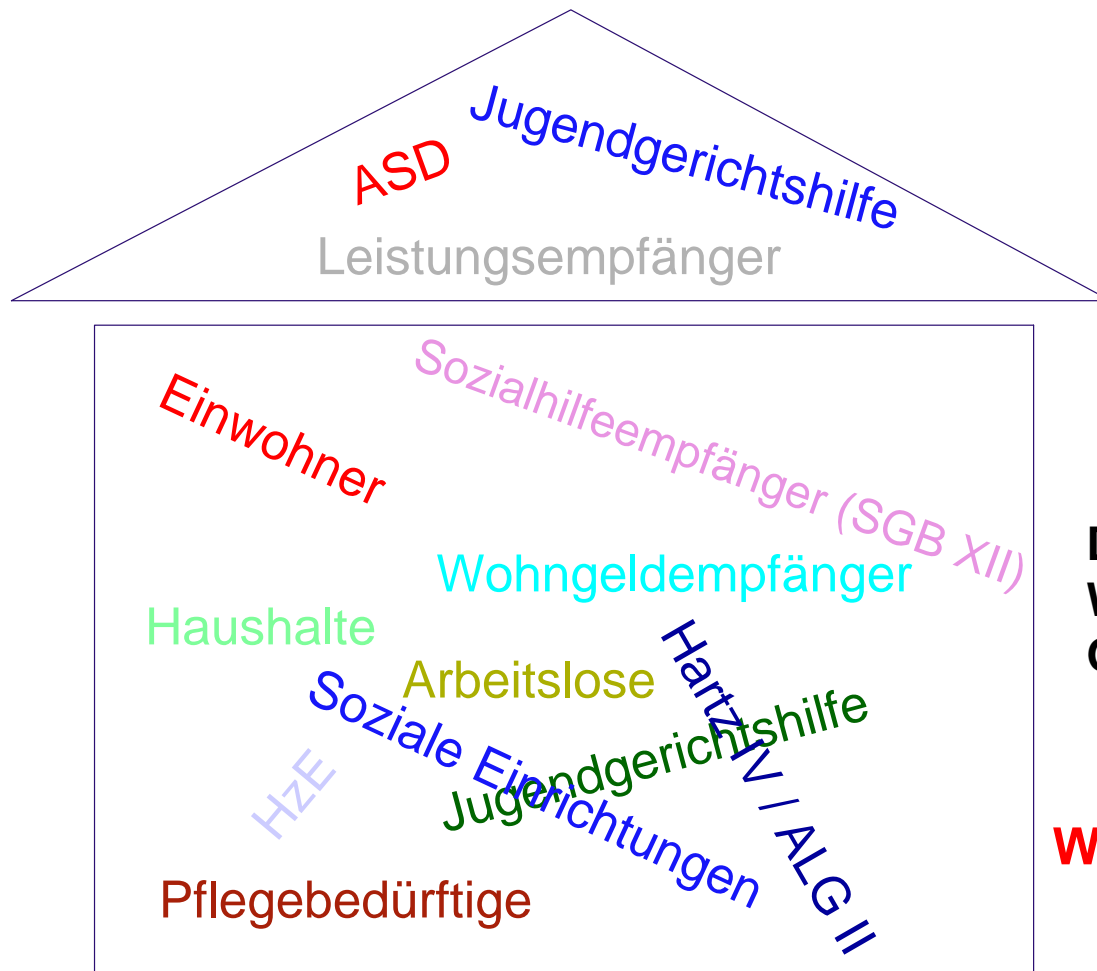 Jugendgerichtshilfe
ASD
Leistungsempfänger
Sozialhilfeempfänger (SGB XII)
Einwohner
Wohngeldempfänger
Haushalte
Arbeitslose
Hartz IV / ALG II
Soziale Einrichtungen
Jugendgerichtshilfe
HzE
Pflegebedürftige